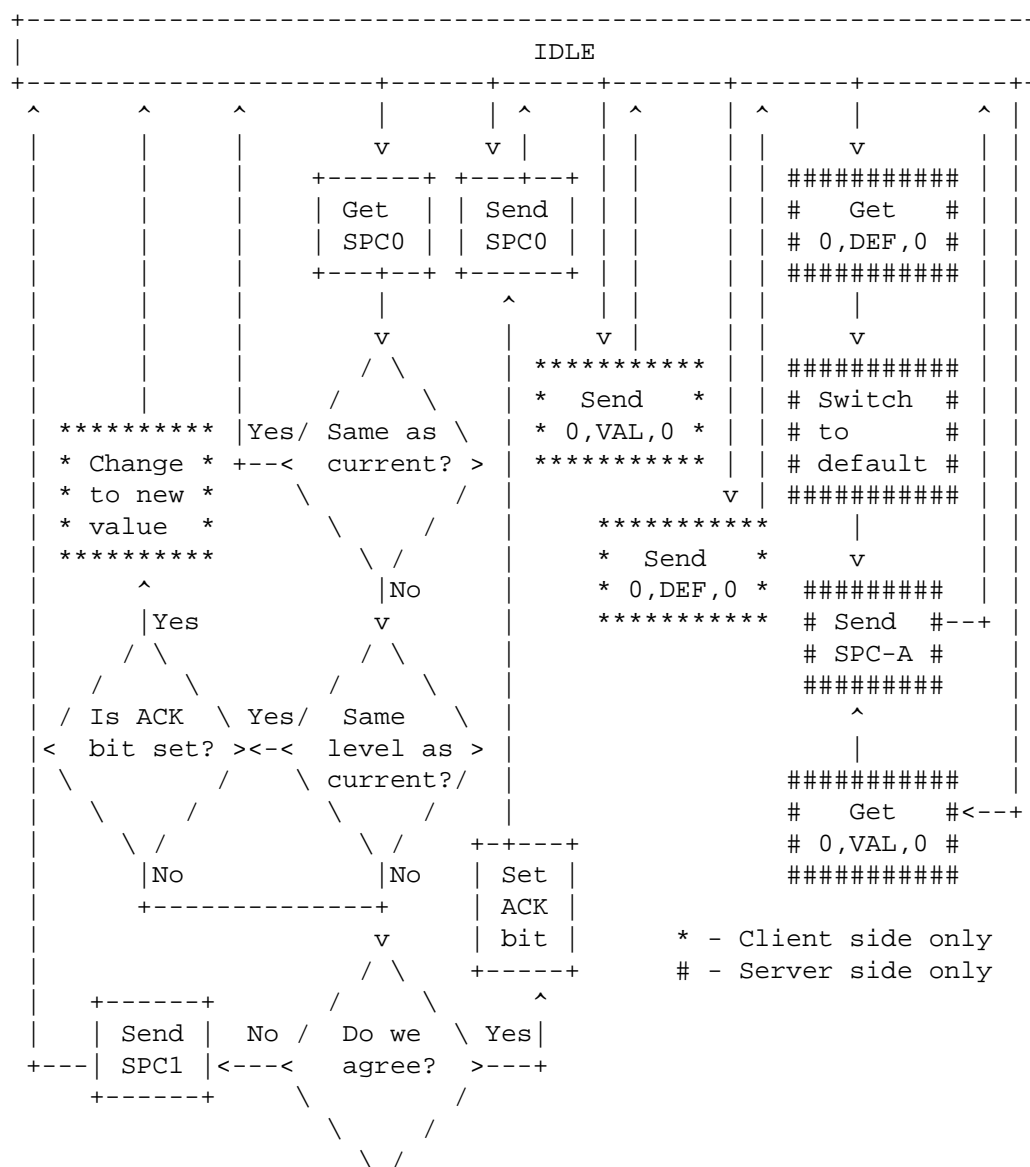 IDLE
Get Send # Get #
SPC0 SPC0 # 0,DEF,0 #
* Send * # Switch #
Yes Same as * 0,VAL,0 * # to #
* Change * current? # default #
* to new *
* value *
* Send *
No * 0,DEF,0 *
Yes # Send #
# SPC-A #
Is ACK Yes Same
bit set? level as
current?
# Get #
# 0,VAL,0 #
No No Set
ACK
bit * - Client side only
# - Server side only
Send No Do we Yes
SPC1 agree?